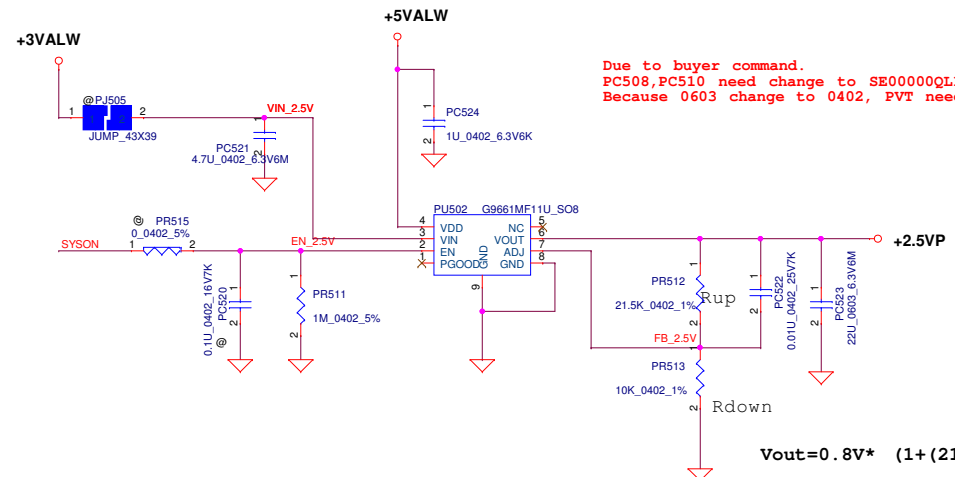 +5VALW
+3VALW
Due to buyer command.
PC508,PC510 need change to SE00000QL
Because 0603 change to 0402, PVT nee
@PJ505
1
2
VIN_2.5V
1
2
JUMP_43X39
1
PC521
2
4.7U_0402_6.3V6M
1
PC524
1U_0402_6.3V6K
2
PU502
G9661MF11U_SO8
4
VDD
NC
5
3
VIN
VOUT
6
2
EN
ADJ
7
1
PGOOD
GND
GND
8
9
@
PR515
0_0402_5%
SYSON
1
2
EN_2.5V
0.1U_0402_16V7K
PC520
@
1
2
1
PR511
1M_0402_5%
2
+2.5VP
1
PR512
21.5K_0402_1%
Rup
2
1
PC522
0.01U_0402_25V7K
2
1
PC523
22U_0603_6.3V6M
2
FB_2.5V
1
PR513
10K_0402_1%
2
Rdown
Vout=0.8V* (1+(21